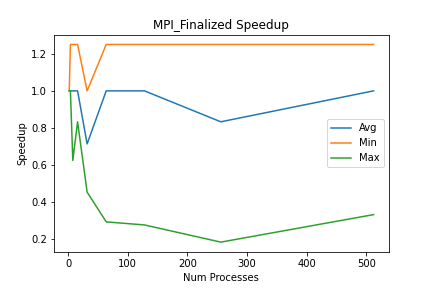 MPI_Finalized Speedup
Speedup
1.2
1.0
0.8
0.6
0.4
0.2
Avg
Min
Max
0 100 200 300 400 500
Num Processes